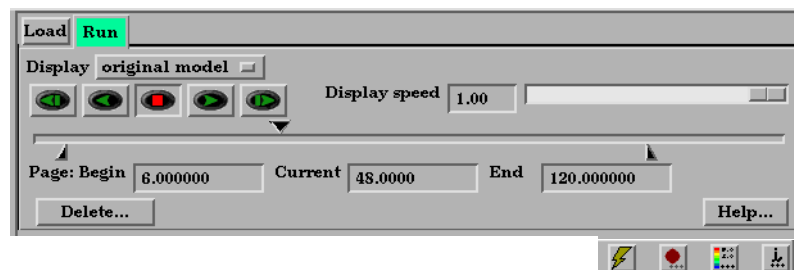 Load Run
Display original model
Display speed 1.00
Page: Begin 6.000000 Current 48.0000 End 120.000000
Delete... Help...